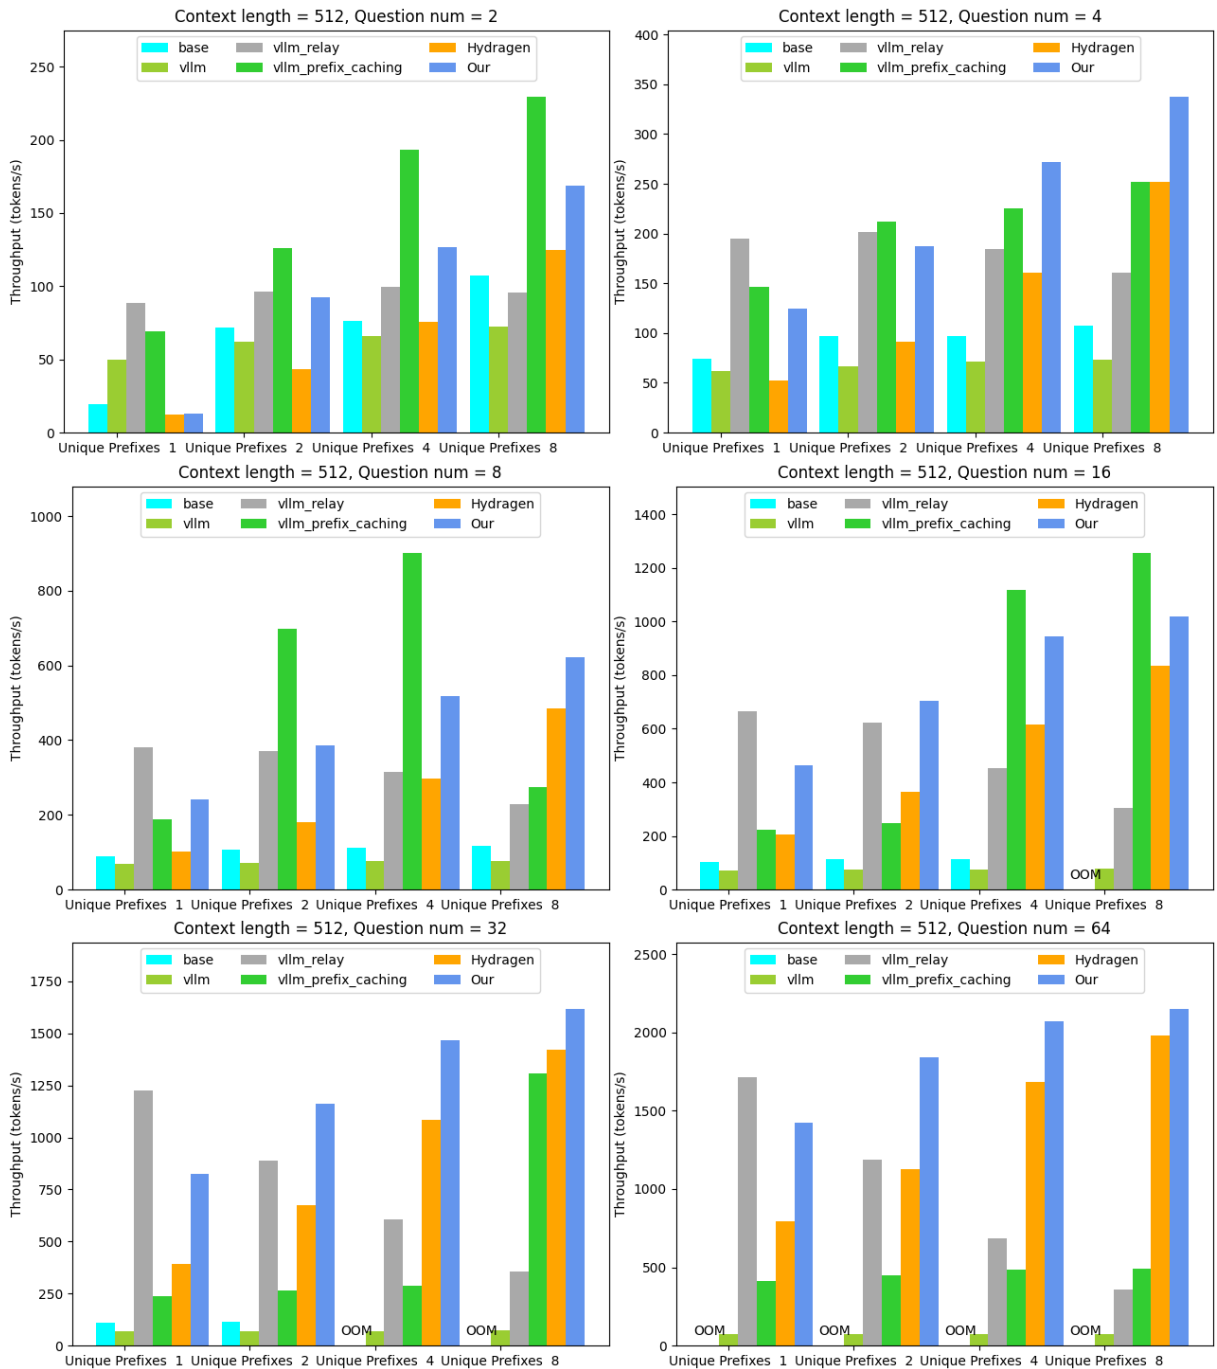 Context length = 512, Question num = 2
base
vllm
vllm_relay
vllm_prefix_caching
Hydragen
Our
Throughput (tokens/s)
250
200
150
100
50
0
Unique Prefixes 1
Unique Prefixes 2
Unique Prefixes 4
Unique Prefixes 8
Context length = 512, Question num = 4
base
vllm
vllm_relay
vllm_prefix_caching
Hydragen
Our
Throughput (tokens/s)
400
350
300
250
200
150
100
50
0
Unique Prefixes 1
Unique Prefixes 2
Unique Prefixes 4
Unique Prefixes 8
Context length = 512, Question num = 8
base
vllm
vllm_relay
vllm_prefix_caching
Hydragen
Our
Throughput (tokens/s)
1000
800
600
400
200
0
Unique Prefixes 1
Unique Prefixes 2
Unique Prefixes 4
Unique Prefixes 8
Context length = 512, Question num = 16
base
vllm
vllm_relay
vllm_prefix_caching
Hydragen
Our
Throughput (tokens/s)
1400
1200
1000
800
600
400
200
0
OOM
Unique Prefixes 1
Unique Prefixes 2
Unique Prefixes 4
Unique Prefixes 8
Context length = 512, Question num = 32
base
vllm
vllm_relay
vllm_prefix_caching
Hydragen
Our
Throughput (tokens/s)
1750
1500
1250
1000
750
500
250
0
OOM
OOM
Unique Prefixes 1
Unique Prefixes 2
Unique Prefixes 4
Unique Prefixes 8
Context length = 512, Question num = 64
base
vllm
vllm_relay
vllm_prefix_caching
Hydragen
Our
Throughput (tokens/s)
2500
2000
1500
1000
500
0
OOM
OOM
OOM
OOM
Unique Prefixes 1
Unique Prefixes 2
Unique Prefixes 4
Unique Prefixes 8